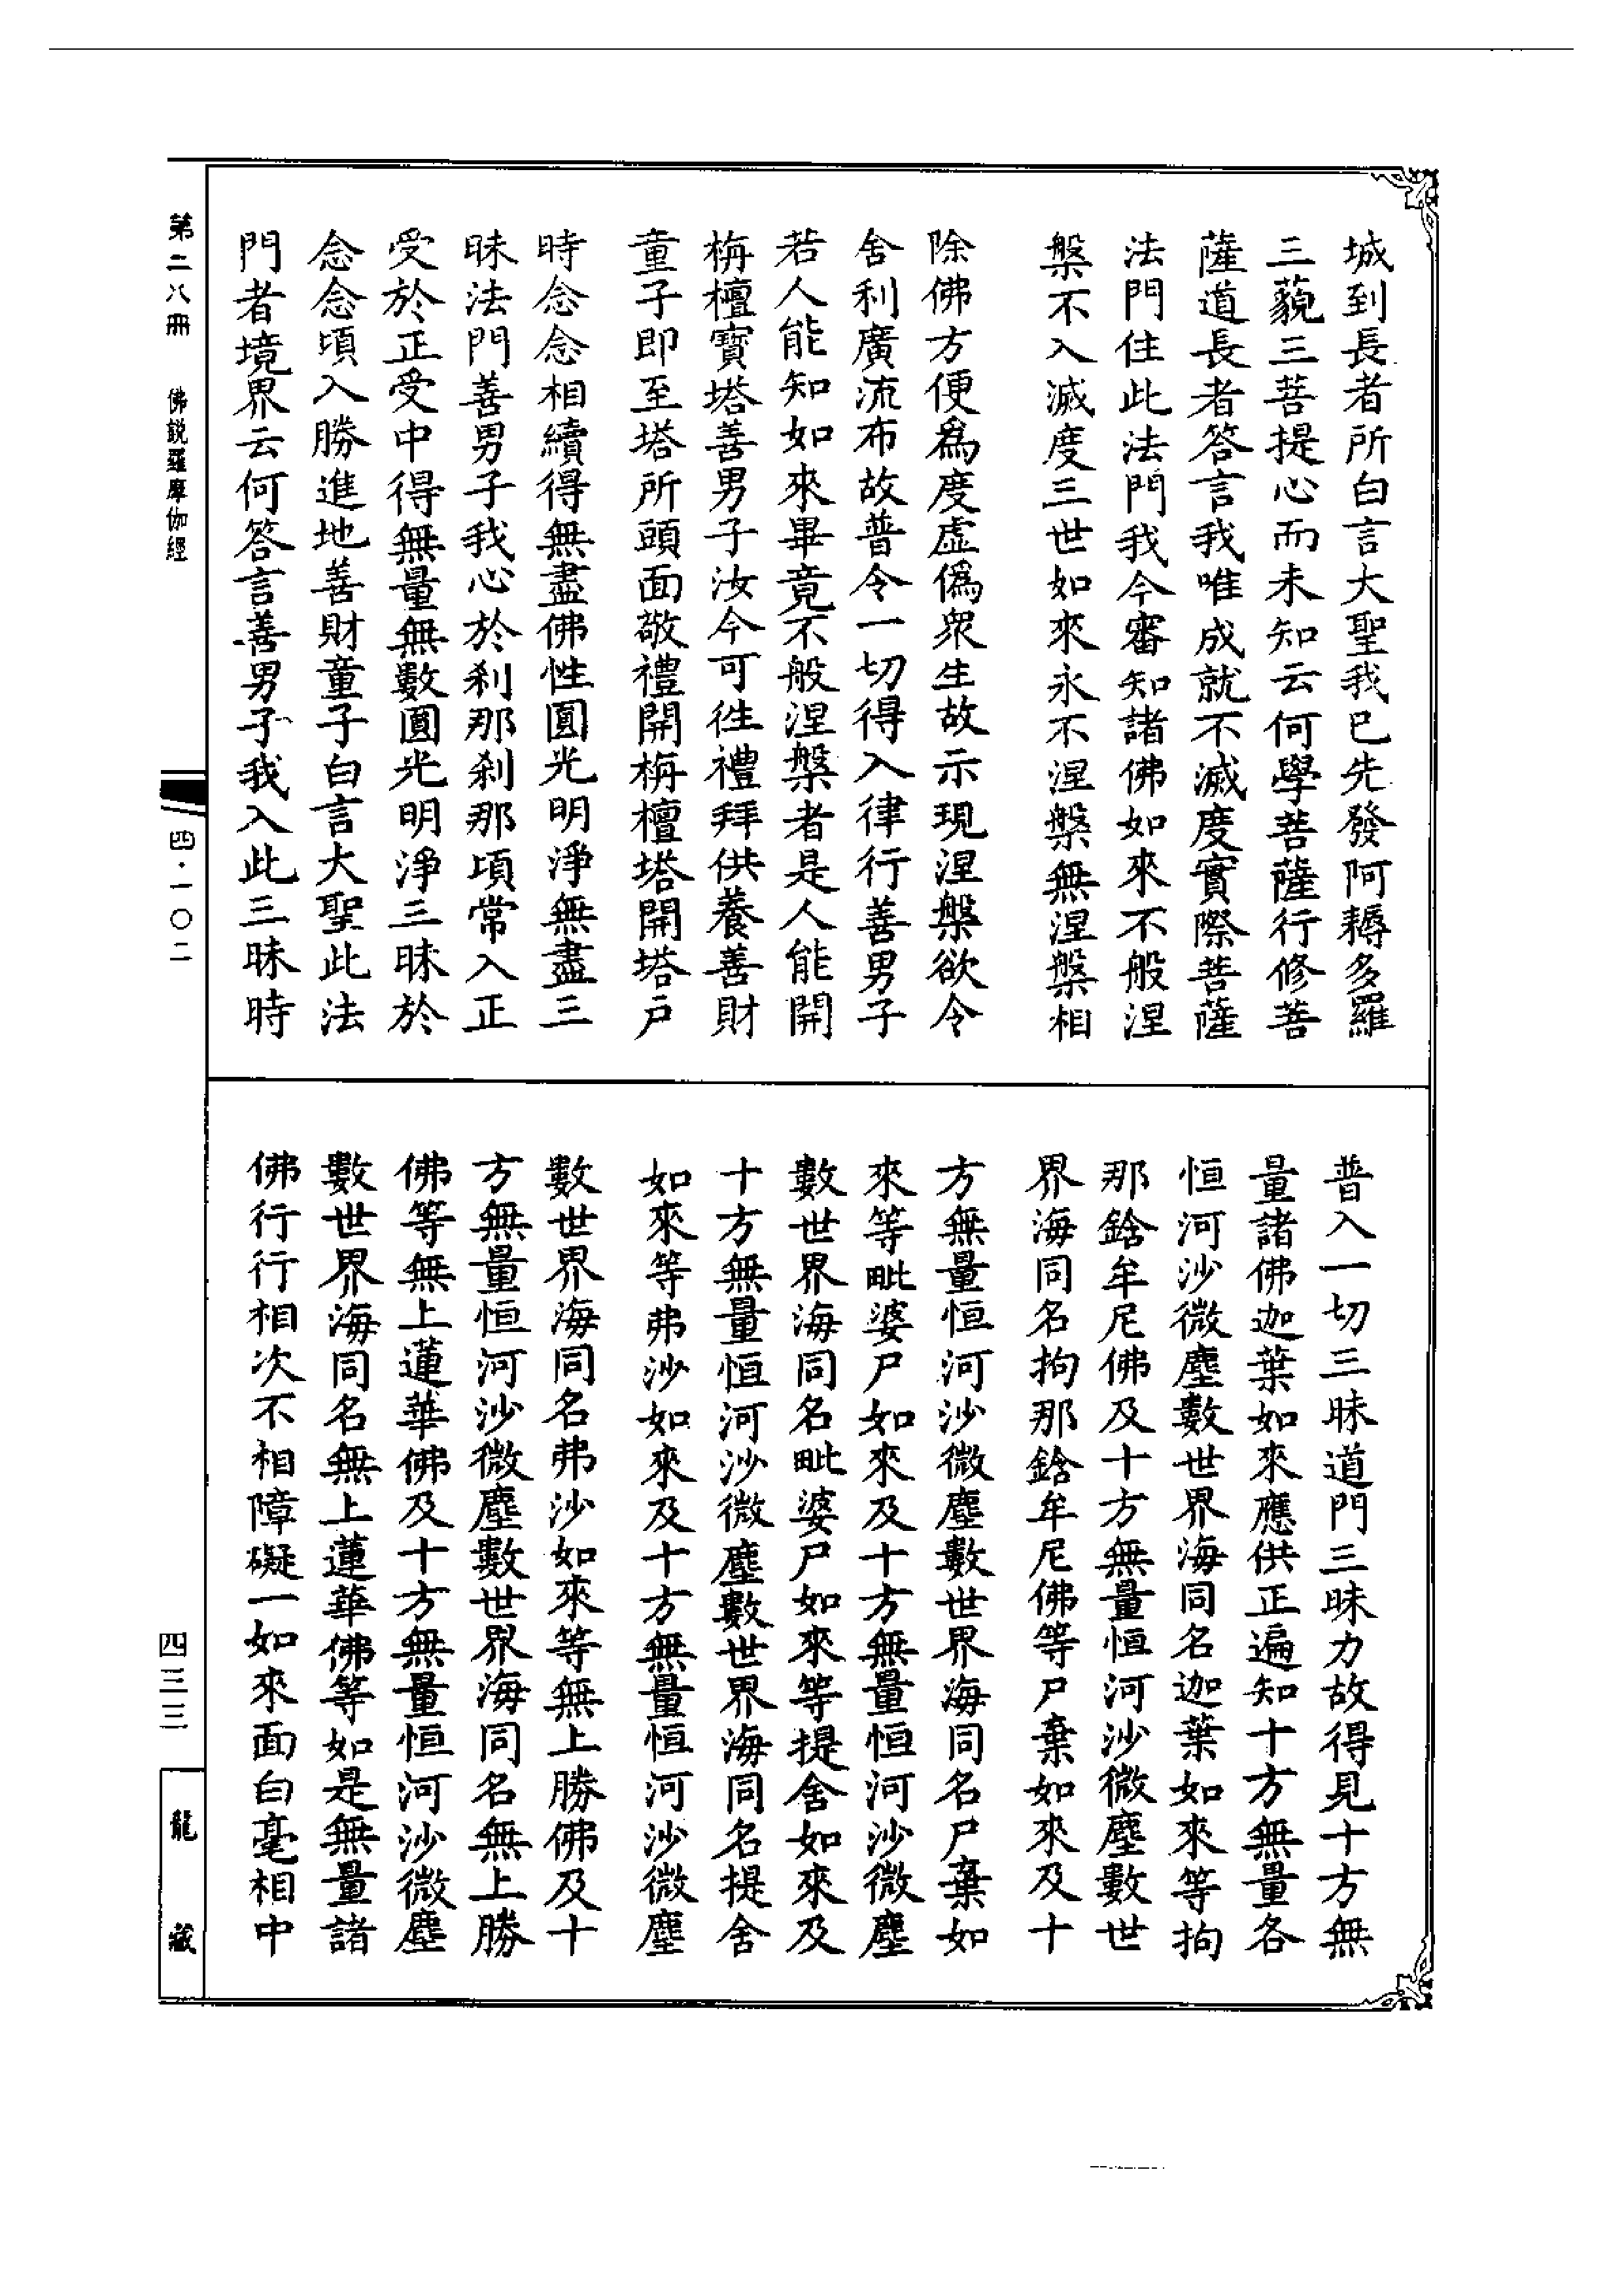 城到長者所白言大聖我已先發阿耨多羅
三藐三菩提心而未知云何學菩薩行修菩
薩道長者答言我唯成就不滅度實際菩薩
法門住此法門我今審知諸佛如來不般涅
槃不入滅度三世如來永不涅槃無涅槃相
除佛方便為度虛偽眾生故示現涅槃欲令
舍利廣流布故普令一切得入律行善男子
若人能知如來畢竟不般涅槃者是人能開
栴檀寶塔善男子汝今可往禮拜供養善財
童子即至塔所頭面敬禮開栴檀塔開塔戶
時念念相續得無盡佛性圓光明淨無盡三
昧法門善男子我心於剎那剎那頃常入正
受於正受中得無量無數圓光明淨三昧於
念念頃入勝進地善財童子白言大聖此法
門者境界云何答言善男子我入此三昧時
普入一切三昧道門三昧力故得見十方無
量諸佛迦葉如來應供正遍知十方無量各
恒河沙微塵數世界海同名迦葉如來等拘
那鋡牟尼佛及十方無量恒河沙微塵數世
界海同名拘那鋡牟尼佛等尸棄如來及十
方無量恒河沙微塵數世界海同名尸棄如
來等毗婆尸如來及十方無量恒河沙微塵
數世界海同名毗婆尸如來等提舍如來及
十方無量恒河沙微塵數世界海同名提舍
如來等弗沙如來及十方無量恒河沙微塵
數世界海同名弗沙如來等無上勝佛及十
方無量恒河沙微塵數世界海同名無上勝
佛等無上蓮華佛及十方無量恒河沙微塵
數世界海同名無上蓮華佛等如是無量諸
佛行行相次不相障礙一如來面白毫相中
第二八冊 佛說羅摩伽經
四·一〇二
四三三
龍藏